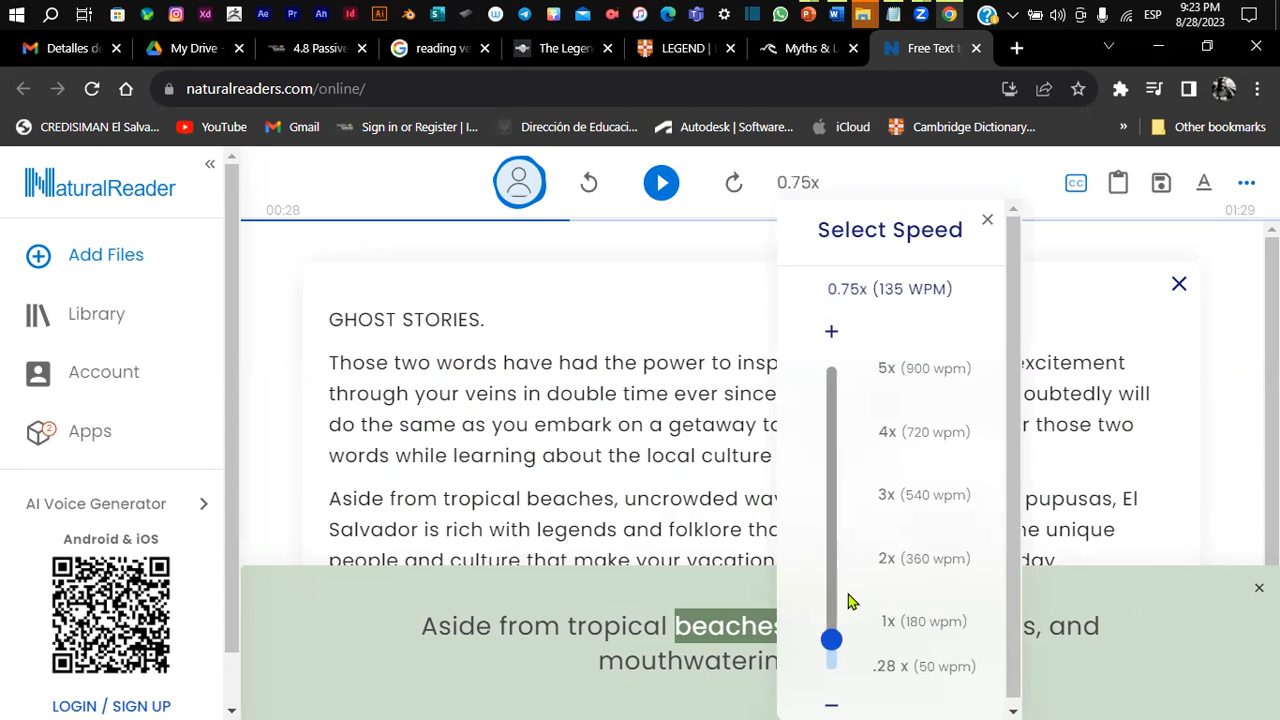 9:23 PM
ESP
8/28/2023
Detalles de
My Drive -
4.8 Passive
reading ve
The Legen
LEGEND |
Myths & L
Free Text t
naturalreaders.com/online/
CREDISIMAN El Salva...
YouTube
Gmail
Sign in or Register | I...
Dirección de Educaci...
Autodesk | Software...
iCloud
Cambridge Dictionary...
Other bookmarks
NaturalReader
0.75x
CC
00:28
01:29
Add Files
Library
Account
Apps
2
AI Voice Generator
Android & iOS
LOGIN / SIGN UP
Select Speed
0.75x (135 WPM)
5x (900 wpm)
4x (720 wpm)
3x (540 wpm)
2x (360 wpm)
1x (180 wpm)
.28 x (50 wpm)
GHOST STORIES.
Those two words have had the power to insp excitement
through your veins in double time ever since oubtedly will
do the same as you embark on a getaway to r those two
words while learning about the local culture
Aside from tropical beaches, uncrowded wav pupusas, El
Salvador is rich with legends and folklore tha he unique
people and culture that make your vacation day
Aside from tropical beaches s, and
mouthwaterin